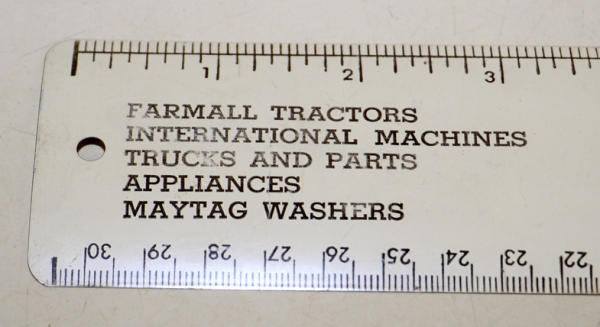 1 2 3
FARMALL TRACTORS
INTERNATIONAL MACHINES
TRUCKS AND PARTS
APPLIANCES
MAYTAG WASHERS
30 29 28 27 26 25 24 23 22